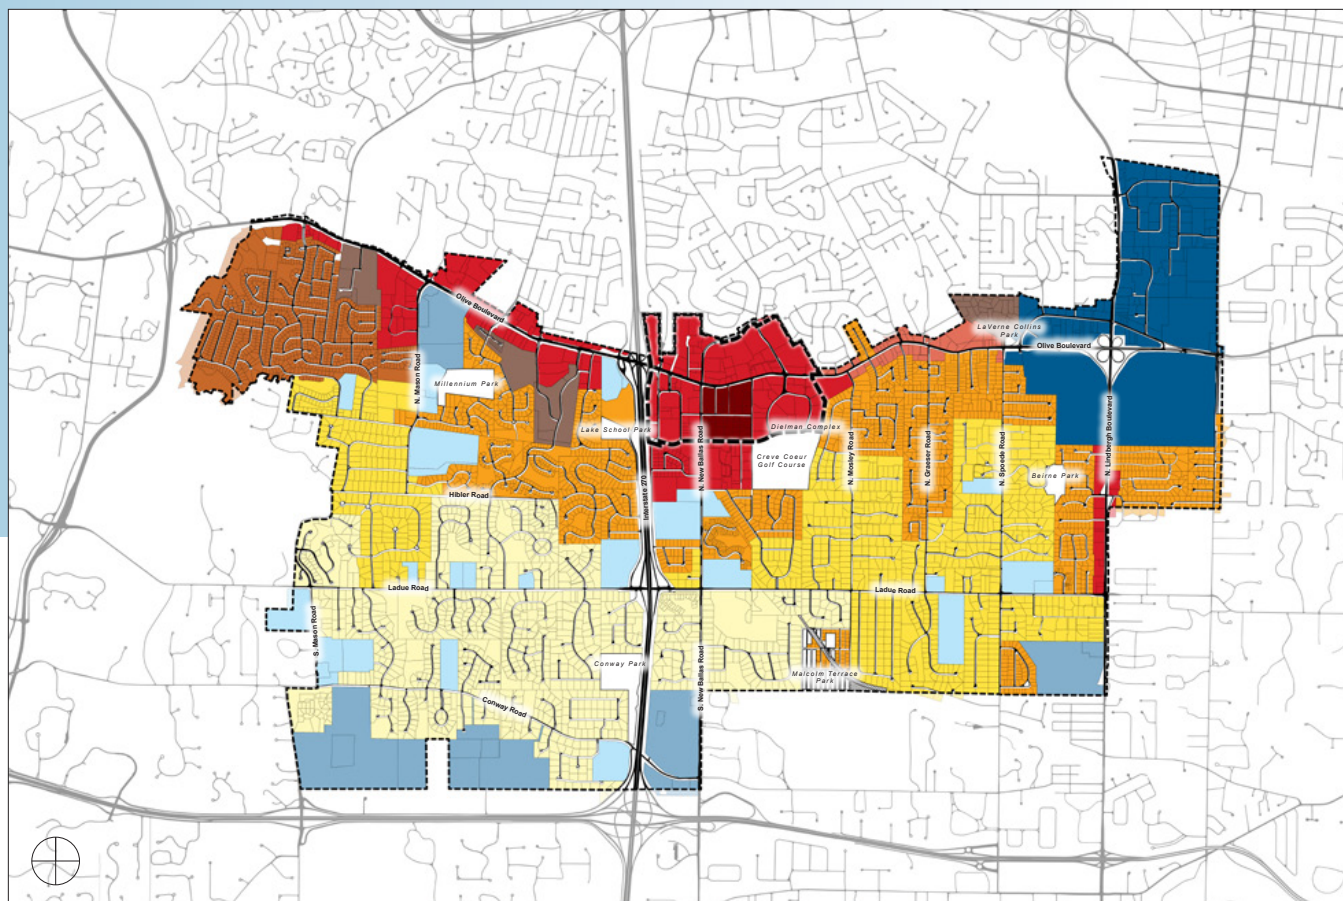 Olive Boulevard
LaVerne Collins
Park
Olive Boulevard
N. Mason Road
Millennium Park
Lake School Park
N. New Ballas Road
Dielman Complex
Creve Coeur
Golf Course
N. Mosley Road
N. Graeser Road
N. Spoede Road
Beirne Park
N. Lindbergh Boulevard
Interstate 270
Hibler Road
Ladue Road
Ladue Road
S. Mason Road
Conway Park
S. New Ballas Road
Malcolm Terrace
Park
Conway Road